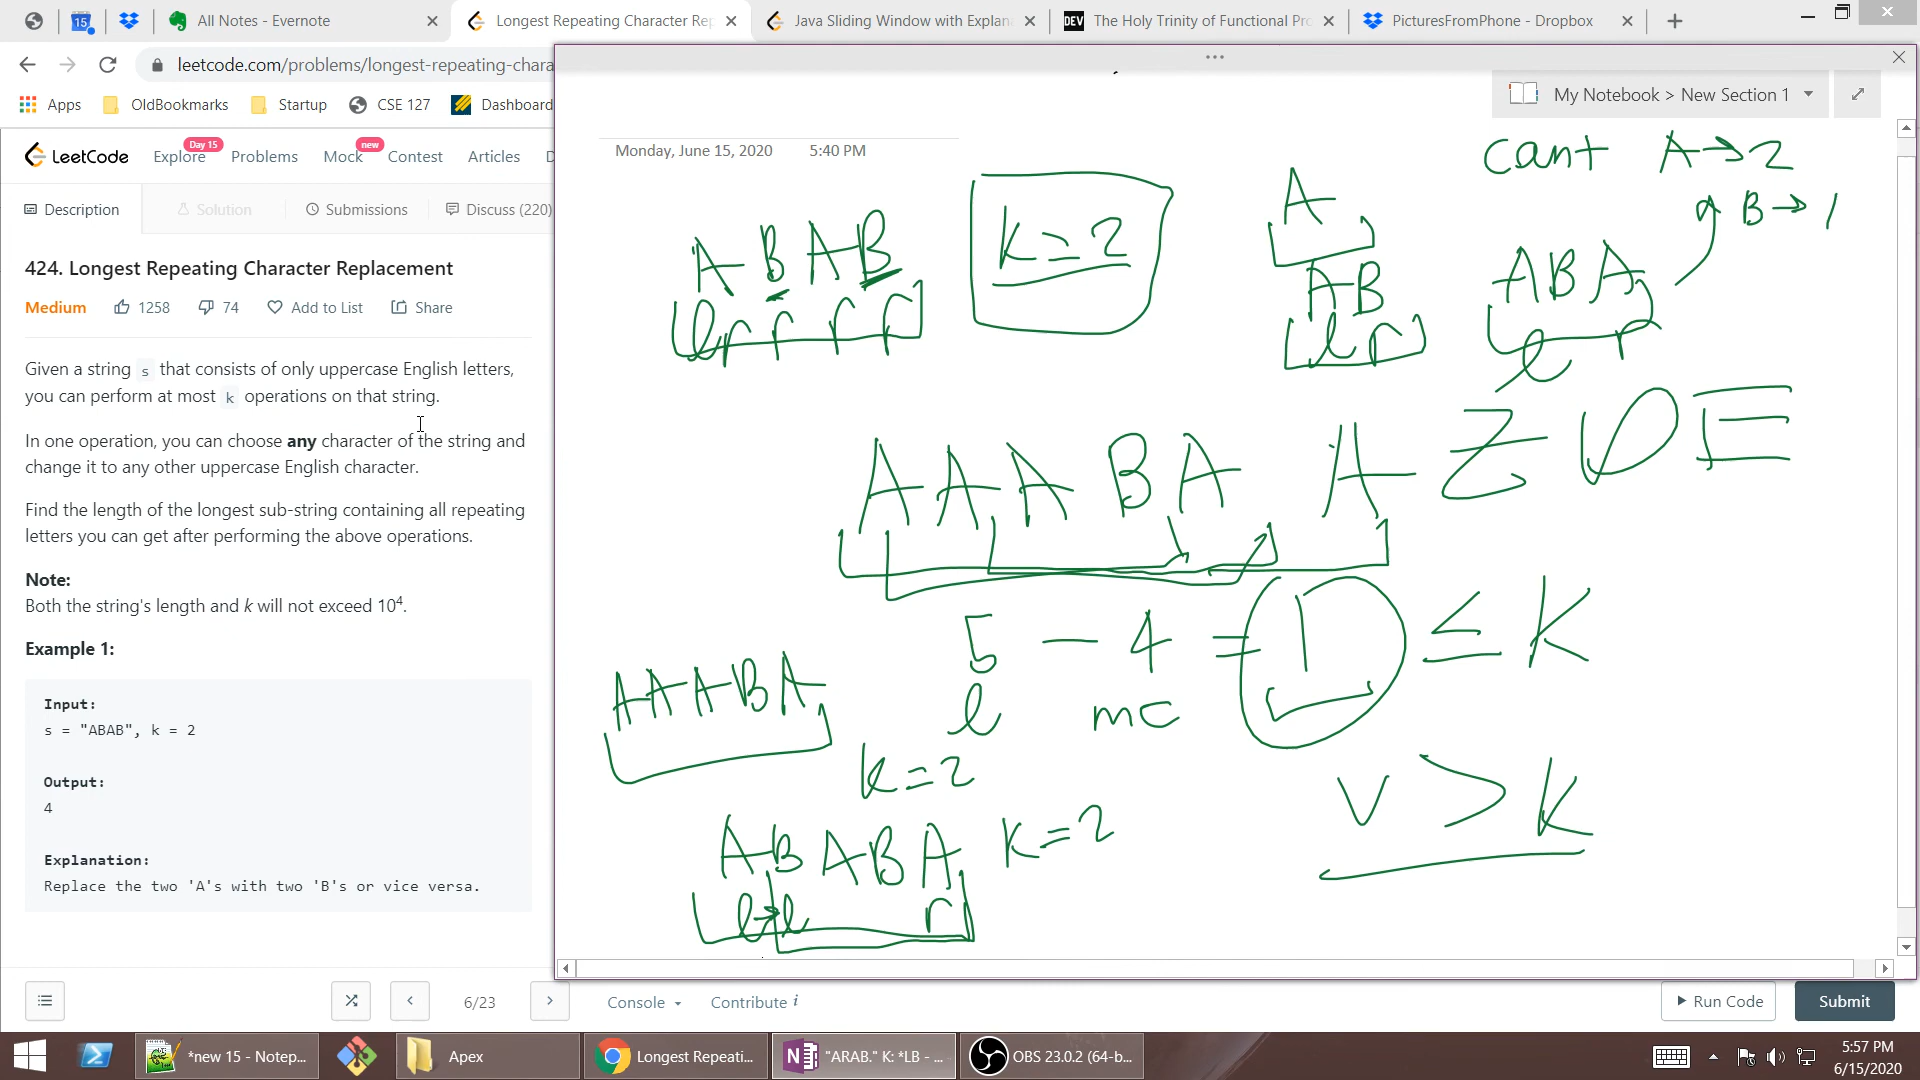 All Notes - Evernote
Longest Repeating Character Rep
Java Sliding Window with Explan
DEV The Holy Trinity of Functional Pro
PicturesFromPhone - Dropbox
leetcode.com/problems/longest-repeating-chara
Apps
OldBookmarks
Startup
CSE 127
Dashboard
LeetCode
Explore
Day 15
Problems
Mock
new
Contest
Articles
D
Description
Solution
Submissions
Discuss (220)
424. Longest Repeating Character Replacement
Medium
1258
74
Add to List
Share
Given a string s that consists of only uppercase English letters,
you can perform at most k operations on that string.
In one operation, you can choose any character of the string and
change it to any other uppercase English character.
Find the length of the longest sub-string containing all repeating
letters you can get after performing the above operations.
Note:
Both the string's length and k will not exceed 10⁴.
Example 1:
Input:
s = "ABAB", k = 2
Output:
4
Explanation:
Replace the two 'A's with two 'B's or vice versa.
6/23
Console
Contribute i
Run Code
Submit
My Notebook > New Section 1
Monday, June 15, 2020 5:40 PM
cant A→2
B→1
ABAB
l r r r r
k=2
A
AB
l r
ABA
l r
AAABA A Z D E
5 - 4 = 1 ≤ K
l mc
AAABA
k=2
V > K
ABABA K=2
l→l r
*new 15 - Notep...
Apex
Longest Repeati...
"ARAB." K: *LB - ...
OBS 23.0.2 (64-b...
5:57 PM
6/15/2020